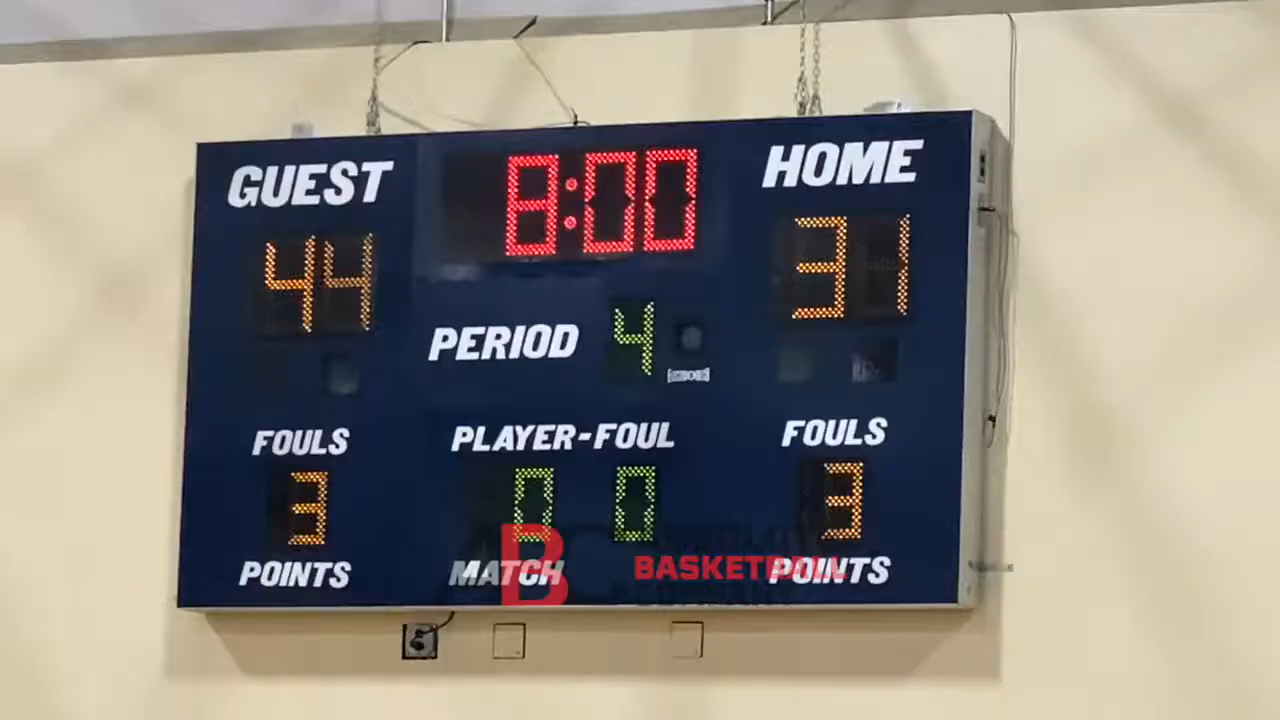 GUEST 8:00 HOME
44 31
PERIOD 4
FOULS PLAYER-FOUL FOULS
3 0 0 3
POINTS MATCH POINTS
B
BASKETBALL
COMPANY